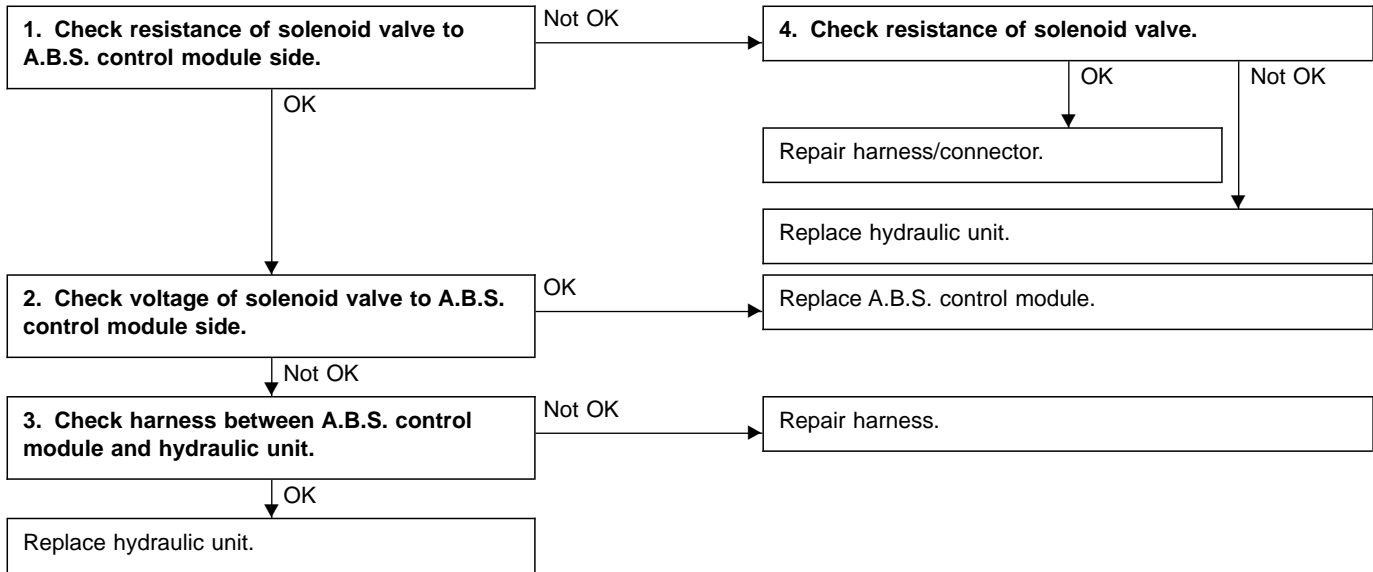 1. Check resistance of solenoid valve to
A.B.S. control module side.
Not OK
4. Check resistance of solenoid valve.
OK
OK
Not OK
Repair harness/connector.
Replace hydraulic unit.
2. Check voltage of solenoid valve to A.B.S.
control module side.
OK
Replace A.B.S. control module.
Not OK
3. Check harness between A.B.S. control
module and hydraulic unit.
Not OK
Repair harness.
OK
Replace hydraulic unit.